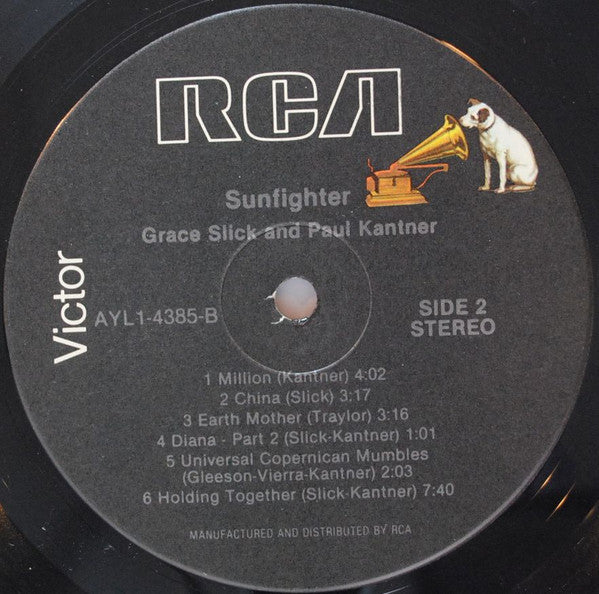 RCA
Sunfighter
Grace Slick and Paul Kantner
Victor
AYL1-4385-B
SIDE 2
STEREO
1 Million (Kantner) 4:02
2 China (Slick) 3:17
3 Earth Mother (Traylor) 3:16
4 Diana - Part 2 (Slick-Kantner) 1:01
5 Universal Copernican Mumbles
(Gleeson-Vierra-Kantner) 2:03
6 Holding Together (Slick-Kantner) 7:40
MANUFACTURED AND DISTRIBUTED BY RCA